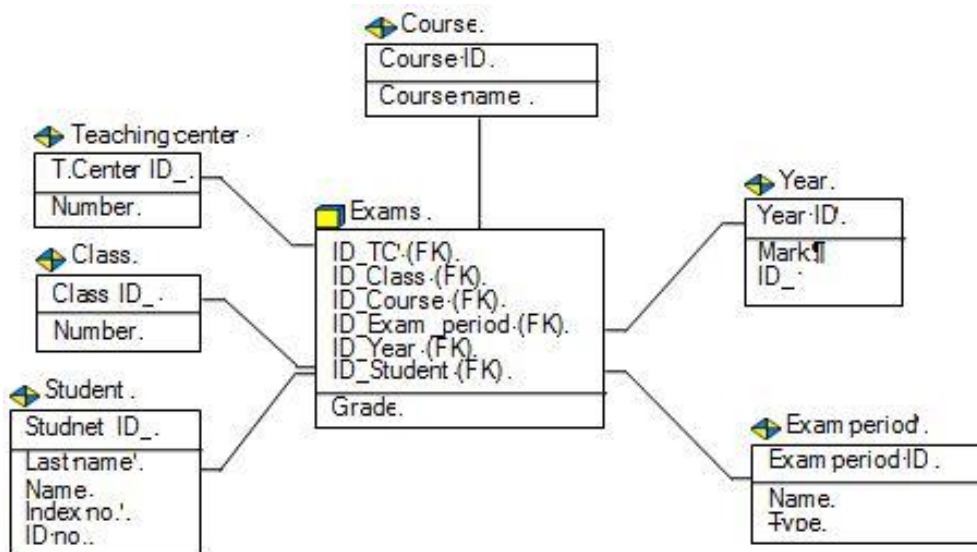 Course.
Course·ID.
Course·name .
Teaching·center ·
T.Center ID_.
Number.
Class.
Class ID_.
Number.
Student .
Studnet ID_.
Last name'.
Name.
Index no.'.
ID·no..
Exams .
ID_TC'·(FK).
ID_Class·(FK).
ID_Course·(FK).
ID_Exam _period·(FK).
ID_Year·(FK).
ID_Student·(FK).
Grade.
Year.
Year·ID'.
Mark¶
ID_·
Exam period'.
Exam period·ID .
Name.
Type.